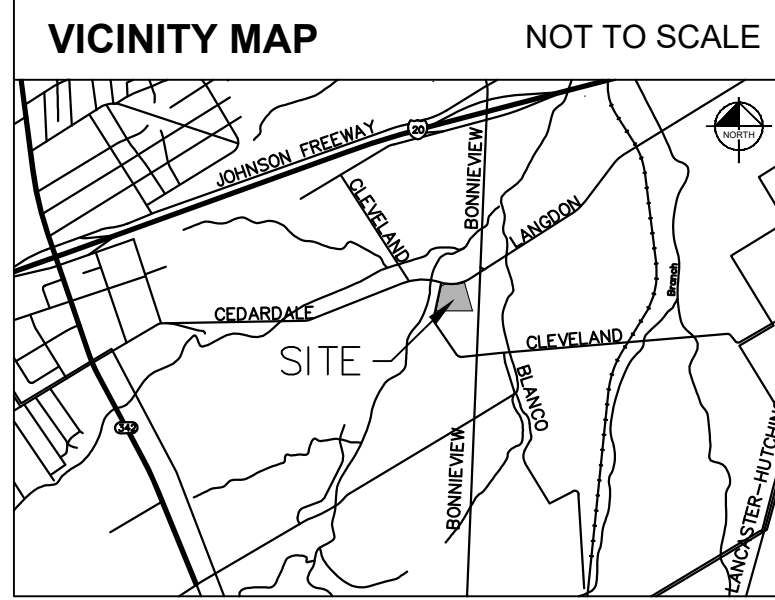 VICINITY MAP NOT TO SCALE
NORTH
JOHNSON FREEWAY
20
BONNIEVIEW
CLEVELAND
LANGDON
Branch
CEDARDALE
CLEVELAND
SITE
BLANCO
342
BONNIEVIEW
LANCASTER-HUTCHIN